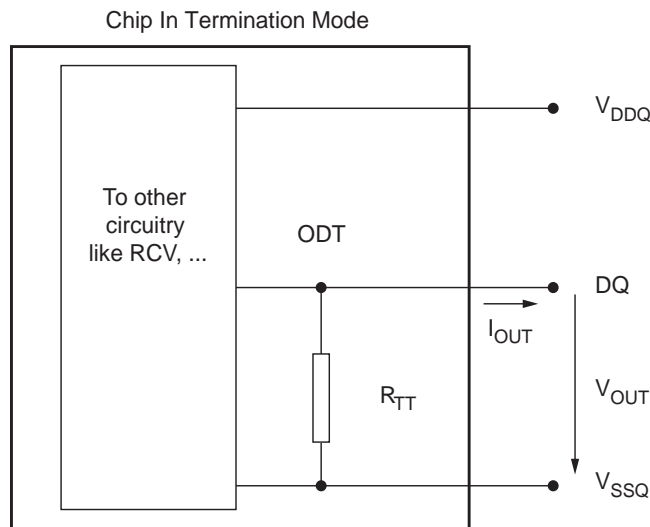 Chip In Termination Mode
V_DDQ
To other
circuitry
like RCV, ...
ODT
DQ
I_OUT
R_TT
V_OUT
V_SSQ